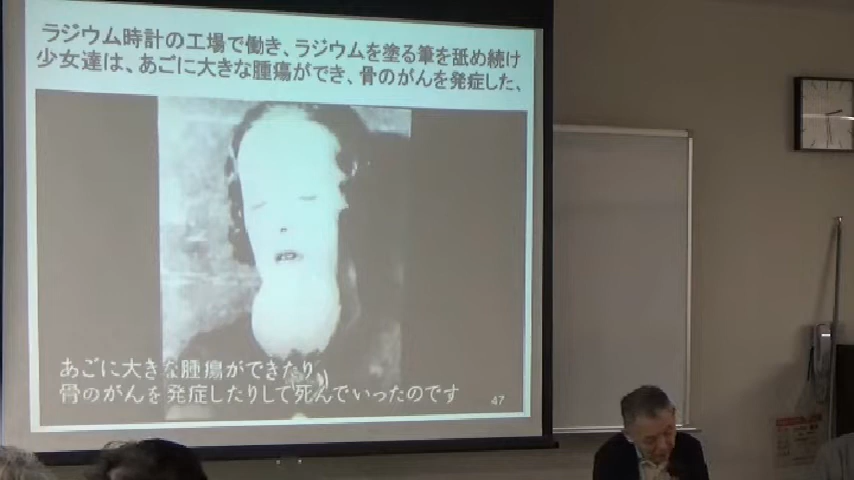 ラジウム時計の工場で働き、ラジウムを塗る筆を舐め続け
少女達は、あごに大きな腫瘍ができ、骨のがんを発症した、
あごに大きな腫瘍ができたり
骨のがんを発症したりして死んでいったのです
47